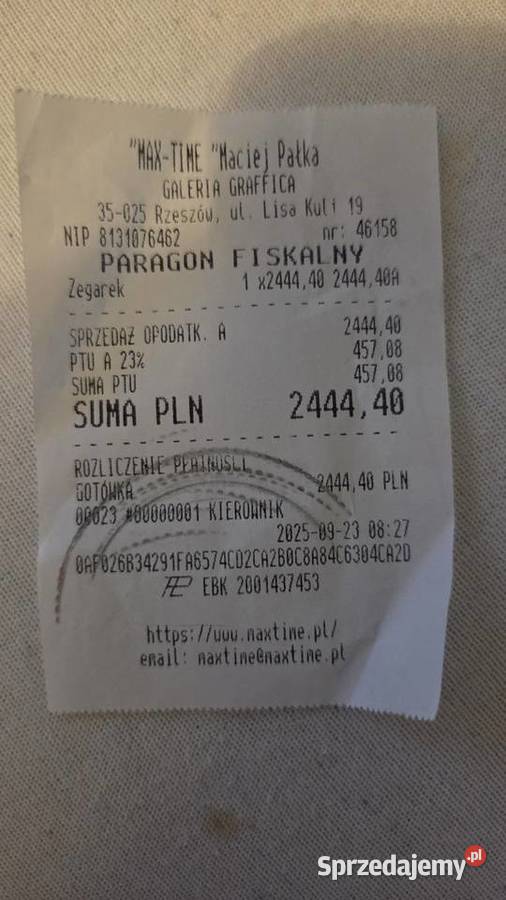 "MAX-TIME "Maciej Pałka
GALERIA GRAFFICA
35-025 Rzeszów, ul. Lisa Kuli 19
NIP 8131076462 nr: 46158
PARAGON FISKALNY
Zegarek 1 x2444,40 2444,40A
SPRZEDAŻ OPODATK. A 2444,40
PTU A 23% 457,08
SUMA PTU 457,08
SUMA PLN 2444,40
ROZLICZENIE PŁATNOŚCI
GOTÓWKA 2444,40 PLN
00023 #00000001 KIEROWNIK
2025-09-23 08:27
0AF026B34291FA6574CD2CA2B0C8A84C6304CA2D
EBK 2001437453
https://www.maxtime.pl/
email: maxtime@maxtime.pl
Sprzedajemy.pl